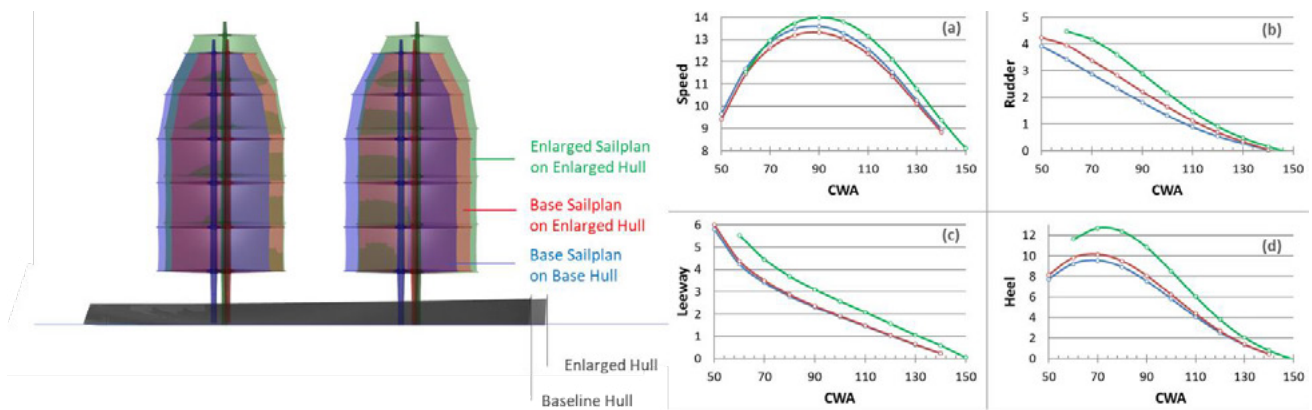 Enlarged Sailplan
on Enlarged Hull
Base Sailplan
on Enlarged Hull
Base Sailplan
on Base Hull
Enlarged Hull
Baseline Hull
(a)
Speed
14
13
12
11
10
9
8
50 70 90 110 130 150
CWA
(b)
Rudder
5
4
3
2
1
0
50 70 90 110 130 150
CWA
(c)
Leeway
6
5
4
3
2
1
0
50 70 90 110 130 150
CWA
(d)
Heel
12
10
8
6
4
2
0
50 70 90 110 130 150
CWA